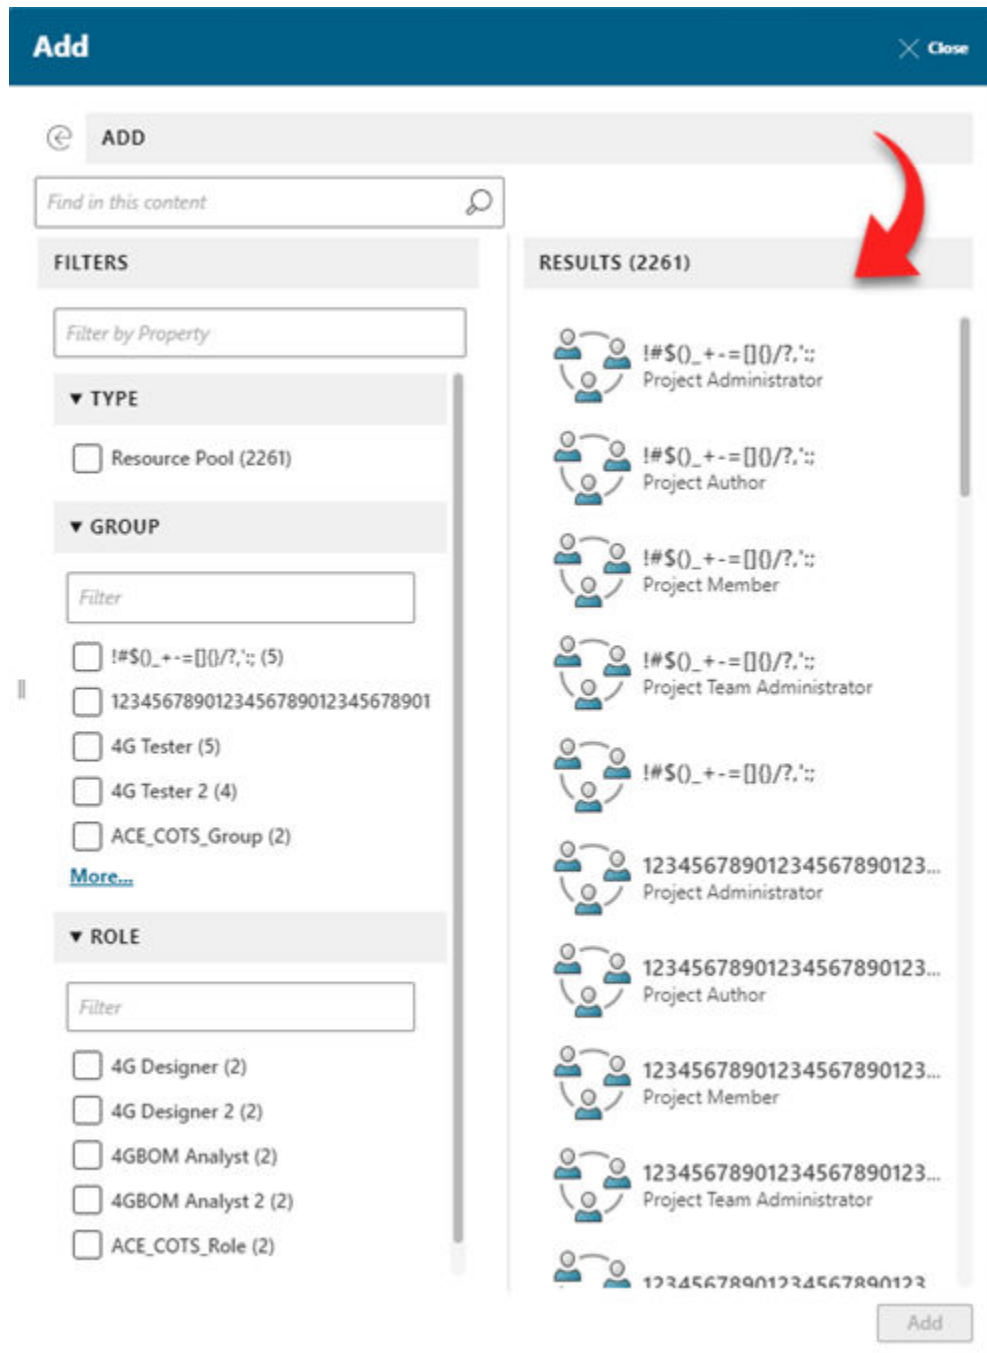 Add
Close
ADD
Find in this content
FILTERS
Filter by Property
▼ TYPE
Resource Pool (2261)
▼ GROUP
Filter
!#$()_+-=[]{}/?,':; (5)
1234567890123456789012345678901
4G Tester (5)
4G Tester 2 (4)
ACE_COTS_Group (2)
More...
▼ ROLE
Filter
4G Designer (2)
4G Designer 2 (2)
4GBOM Analyst (2)
4GBOM Analyst 2 (2)
ACE_COTS_Role (2)
RESULTS (2261)
!#$()_+-=[]{}/?,':;
Project Administrator
!#$()_+-=[]{}/?,':;
Project Author
!#$()_+-=[]{}/?,':;
Project Member
!#$()_+-=[]{}/?,':;
Project Team Administrator
!#$()_+-=[]{}/?,':;
123456789012345678901​23...
Project Administrator
12345678901234567890123...
Project Author
12345678901234567890123...
Project Member
12345678901234567890123...
Project Team Administrator
12345678901234567890123
Add